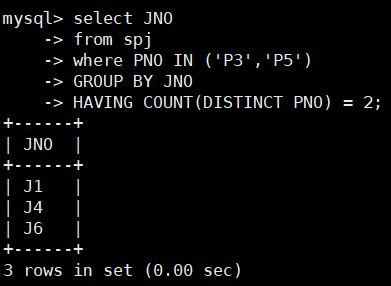 mysql> select JNO
    -> from spj
    -> where PNO IN ('P3','P5')
    -> GROUP BY JNO
    -> HAVING COUNT(DISTINCT PNO) = 2;
+------+
| JNO  |
+------+
| J1   |
| J4   |
| J6   |
+------+
3 rows in set (0.00 sec)